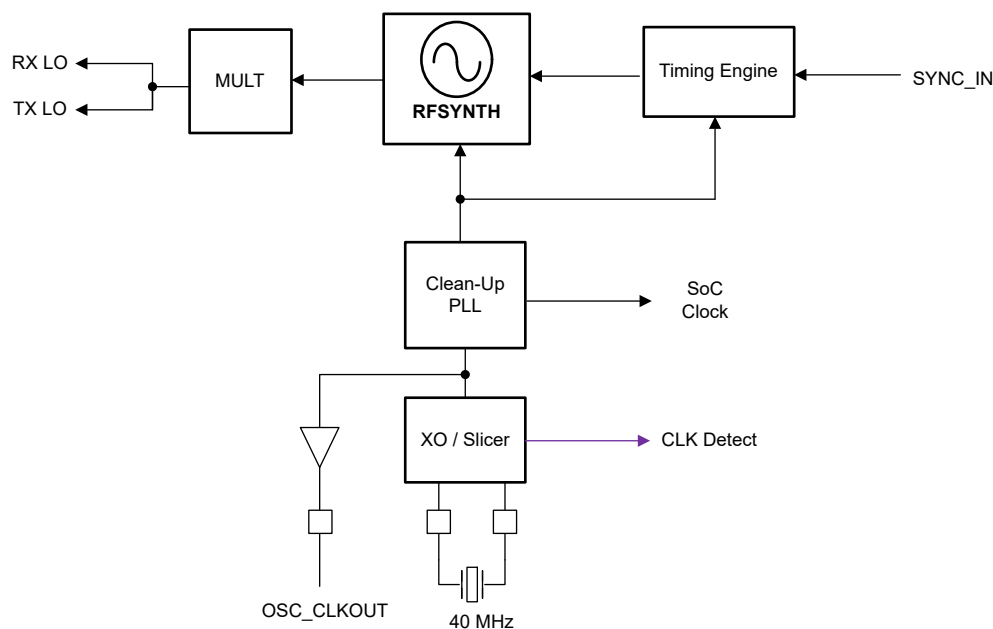 RX LO
TX LO
MULT
RFSYNTH
Timing Engine
SYNC_IN
Clean-Up
PLL
SoC
Clock
XO / Slicer
CLK Detect
OSC_CLKOUT
40 MHz